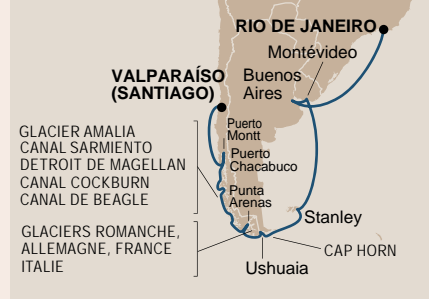 RIO DE JANEIRO
Montévideo
Buenos
Aires
VALPARAÍSO
(SANTIAGO)
Puerto
Montt
Puerto
Chacabuco
Punta
Arenas
GLACIER AMALIA
CANAL SARMIENTO
DETROIT DE MAGELLAN
CANAL COCKBURN
CANAL DE BEAGLE
GLACIERS ROMANCHE,
ALLEMAGNE, FRANCE
ITALIE
Stanley
CAP HORN
Ushuaia